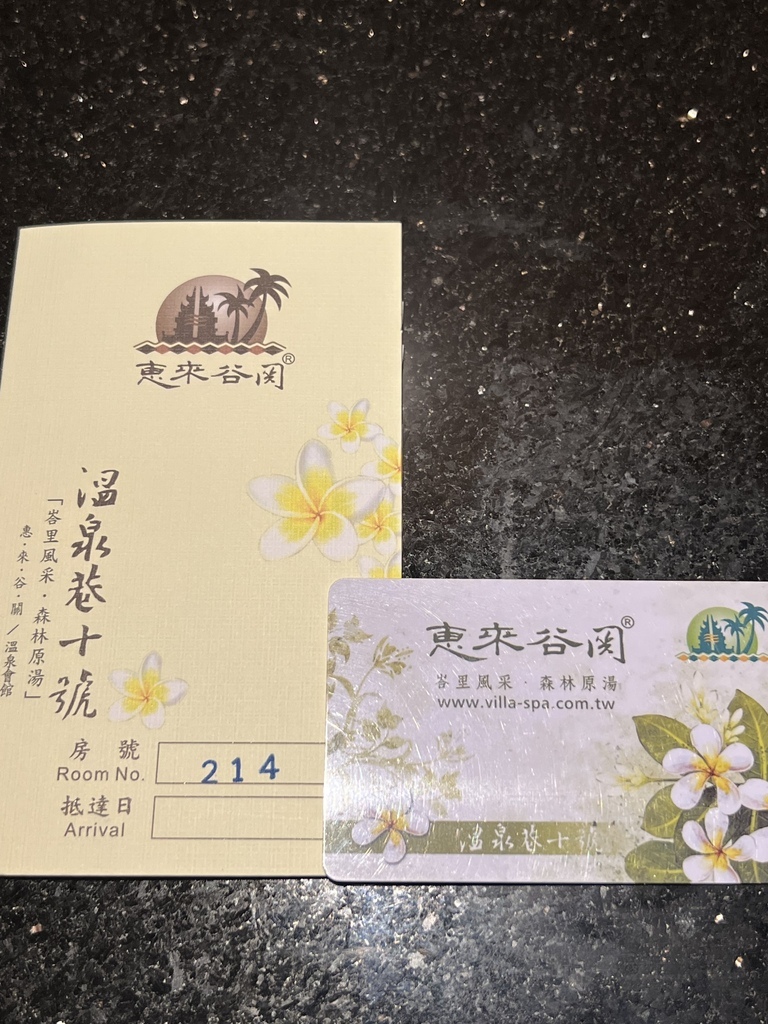 惠來谷関®
溫泉巷十號
「峇里風采・森林原湯」
惠・來・谷・關／溫泉會館
房號
Room No.
214
抵達日
Arrival
惠來谷関®
峇里風采・森林原湯
www.villa-spa.com.tw
溫泉巷十號